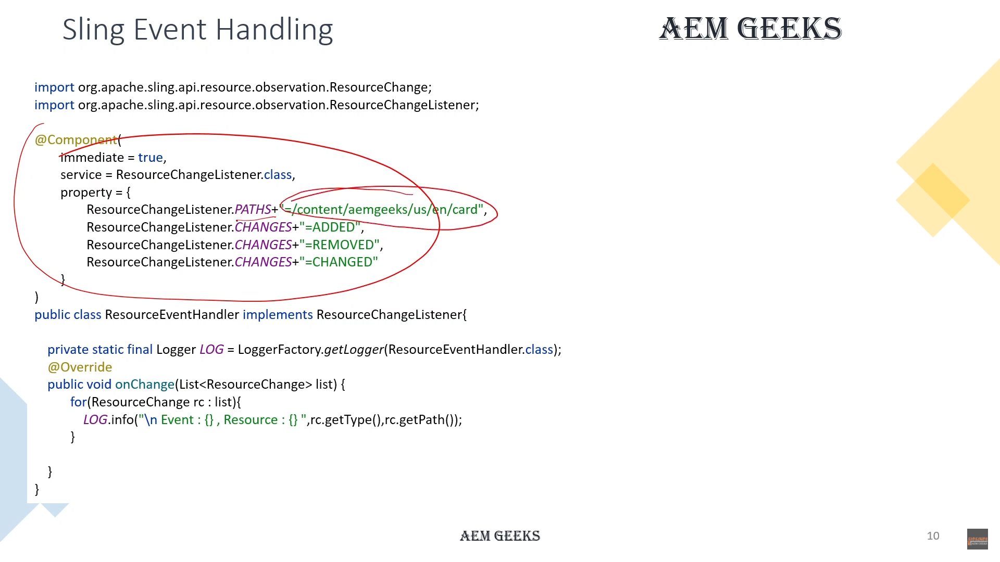 Sling Event Handling
AEM GEEKS
import org.apache.sling.api.resource.observation.ResourceChange;
import org.apache.sling.api.resource.observation.ResourceChangeListener;
@Component(
immediate = true,
service = ResourceChangeListener.class,
property = {
ResourceChangeListener.PATHS+"=/content/aemgeeks/us/en/card",
ResourceChangeListener.CHANGES+"=ADDED",
ResourceChangeListener.CHANGES+"=REMOVED",
ResourceChangeListener.CHANGES+"=CHANGED"
}
)
public class ResourceEventHandler implements ResourceChangeListener{
private static final Logger LOG = LoggerFactory.getLogger(ResourceEventHandler.class);
@Override
public void onChange(List<ResourceChange> list) {
for(ResourceChange rc : list){
LOG.info("\n Event : {} , Resource : {} ",rc.getType(),rc.getPath());
}
}
}
AEM GEEKS
10